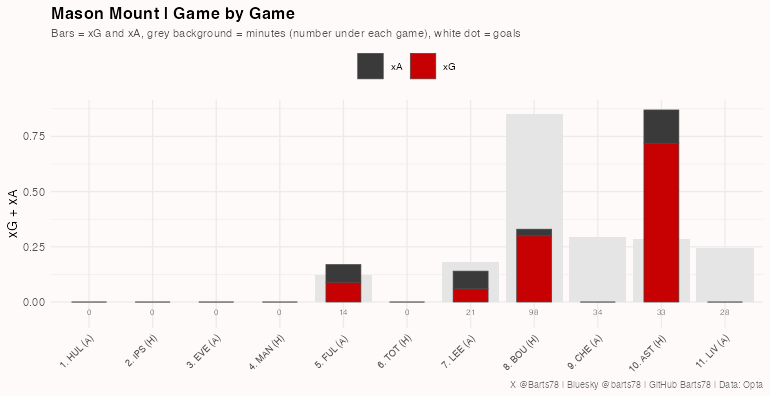 Mason Mount | Game by Game
Bars = xG and xA, grey background = minutes (number under each game), white dot = goals
xA xG
xG + xA
0.75
0.50
0.25
0.00
0 0 0 0 14 0 21 98 34 33 28
1. HUL (A)
2. IPS (H)
3. EVE (A)
4. MAN (H)
5. FUL (A)
6. TOT (H)
7. LEE (A)
8. BOU (H)
9. CHE (A)
10. AST (H)
11. LIV (A)
X @Barts78 | Bluesky @barts78 | GitHub Barts78 | Data: Opta